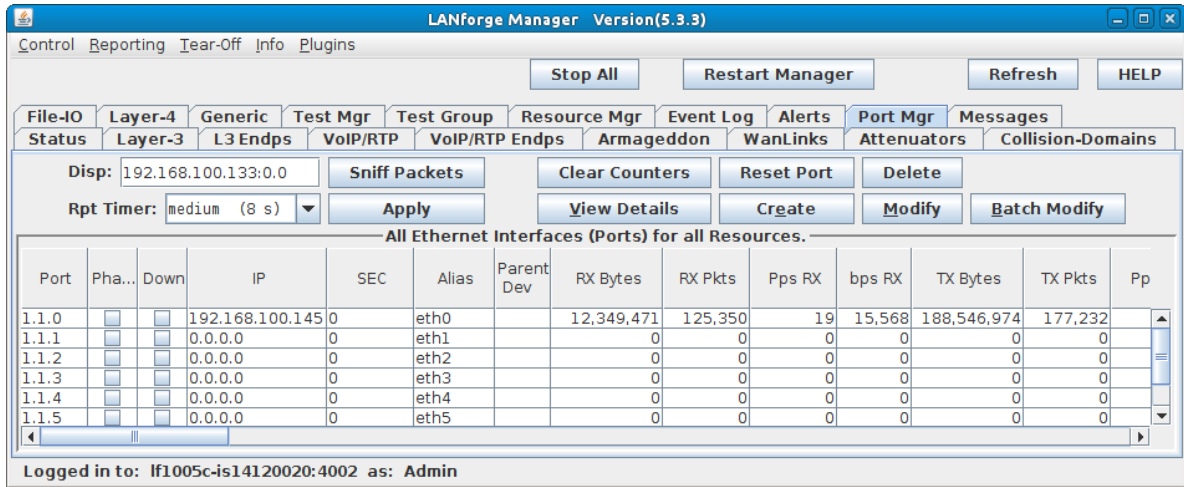 LANforge Manager Version(5.3.3)
Control Reporting Tear-Off Info Plugins
Stop All Restart Manager Refresh HELP
File-IO Layer-4 Generic Test Mgr Test Group Resource Mgr Event Log Alerts Port Mgr Messages
Status Layer-3 L3 Endps VoIP/RTP VoIP/RTP Endps Armageddon WanLinks Attenuators Collision-Domains
Disp: 192.168.100.133:0.0 Sniff Packets Clear Counters Reset Port Delete
Rpt Timer: medium (8 s) Apply View Details Create Modify Batch Modify
All Ethernet Interfaces (Ports) for all Resources.
Port Pha... Down IP SEC Alias Parent Dev RX Bytes RX Pkts Pps RX bps RX TX Bytes TX Pkts Pp
1.1.0 192.168.100.145 0 eth0 12,349,471 125,350 19 15,568 188,546,974 177,232
1.1.1 0.0.0.0 0 eth1 0 0 0 0 0 0
1.1.2 0.0.0.0 0 eth2 0 0 0 0 0 0
1.1.3 0.0.0.0 0 eth3 0 0 0 0 0 0
1.1.4 0.0.0.0 0 eth4 0 0 0 0 0 0
1.1.5 0.0.0.0 0 eth5 0 0 0 0 0 0
Logged in to: lf1005c-is14120020:4002 as: Admin